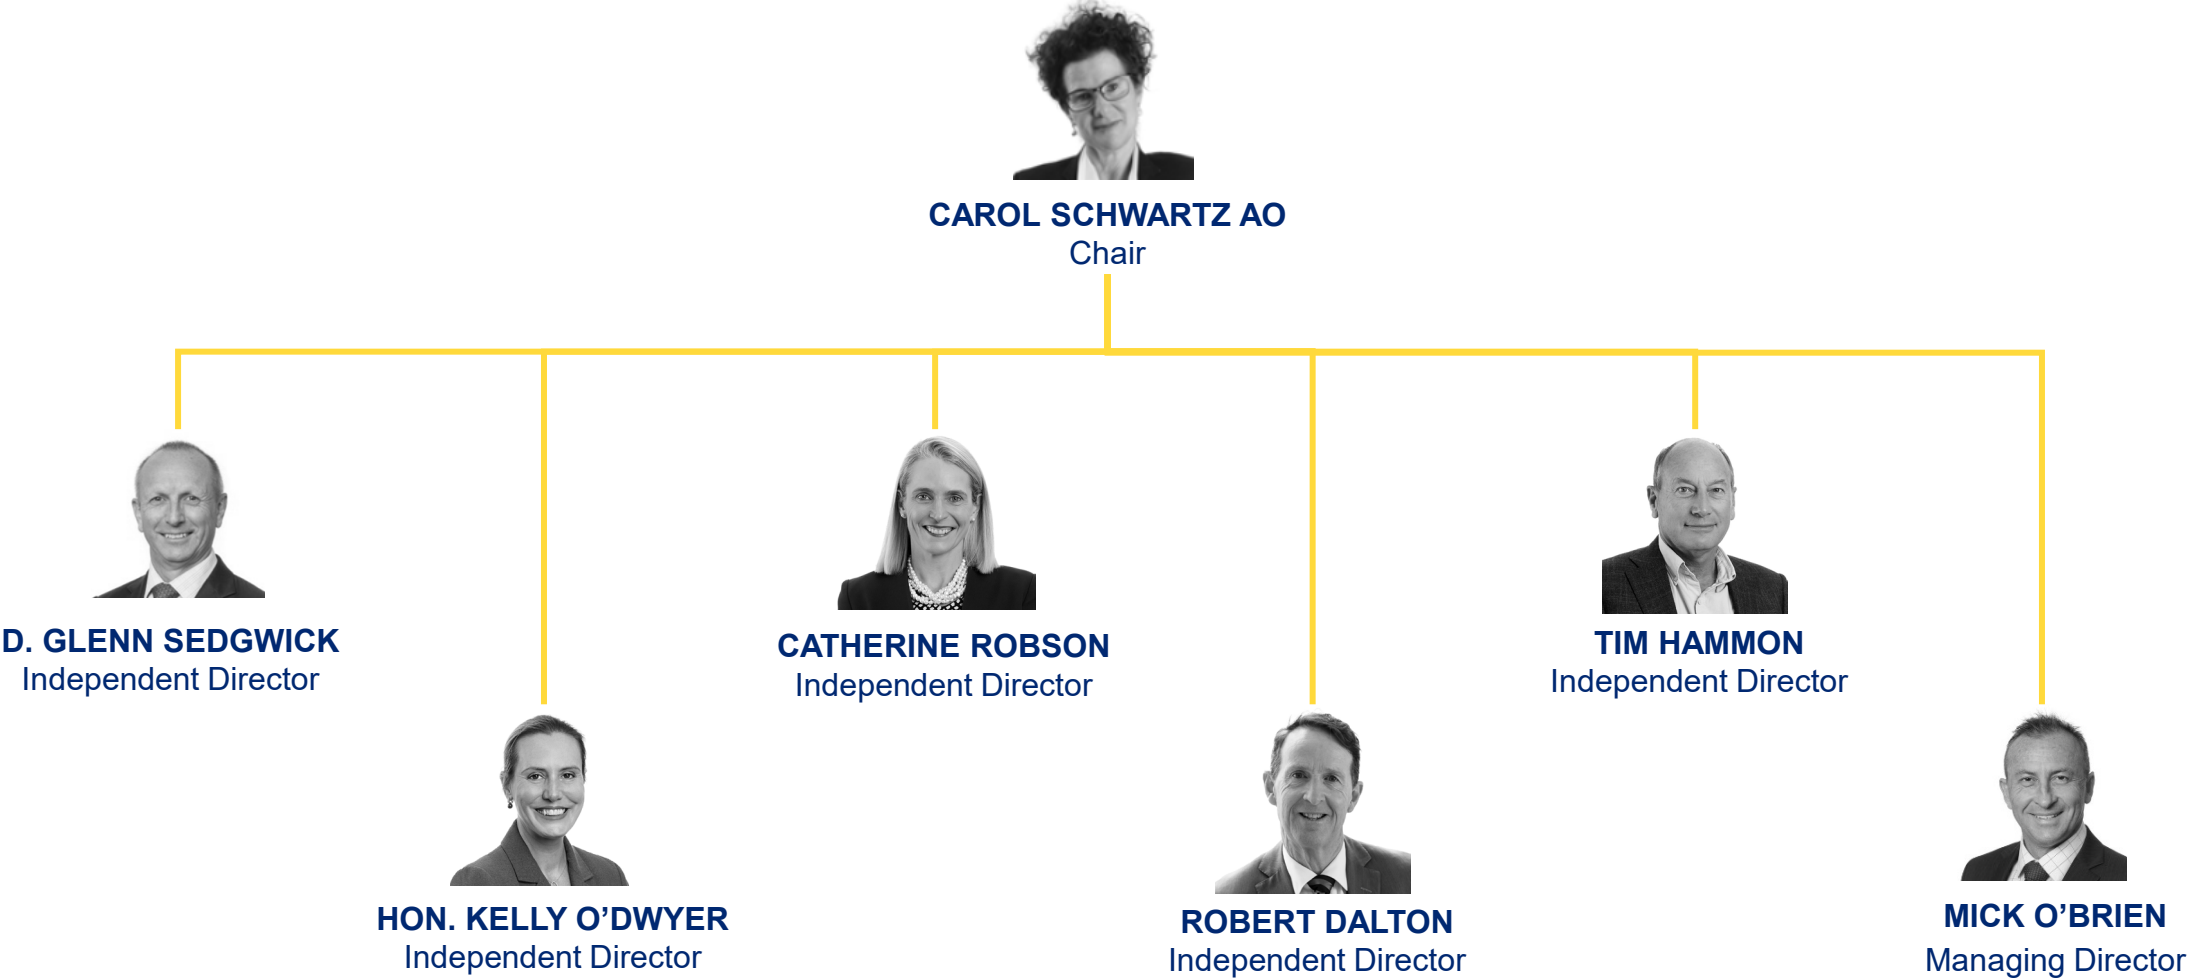 CAROL SCHWARTZ AO
Chair
D. GLENN SEDGWICK
Independent Director
CATHERINE ROBSON
Independent Director
TIM HAMMON
Independent Director
HON. KELLY O’DWYER
Independent Director
ROBERT DALTON
Independent Director
MICK O’BRIEN
Managing Director